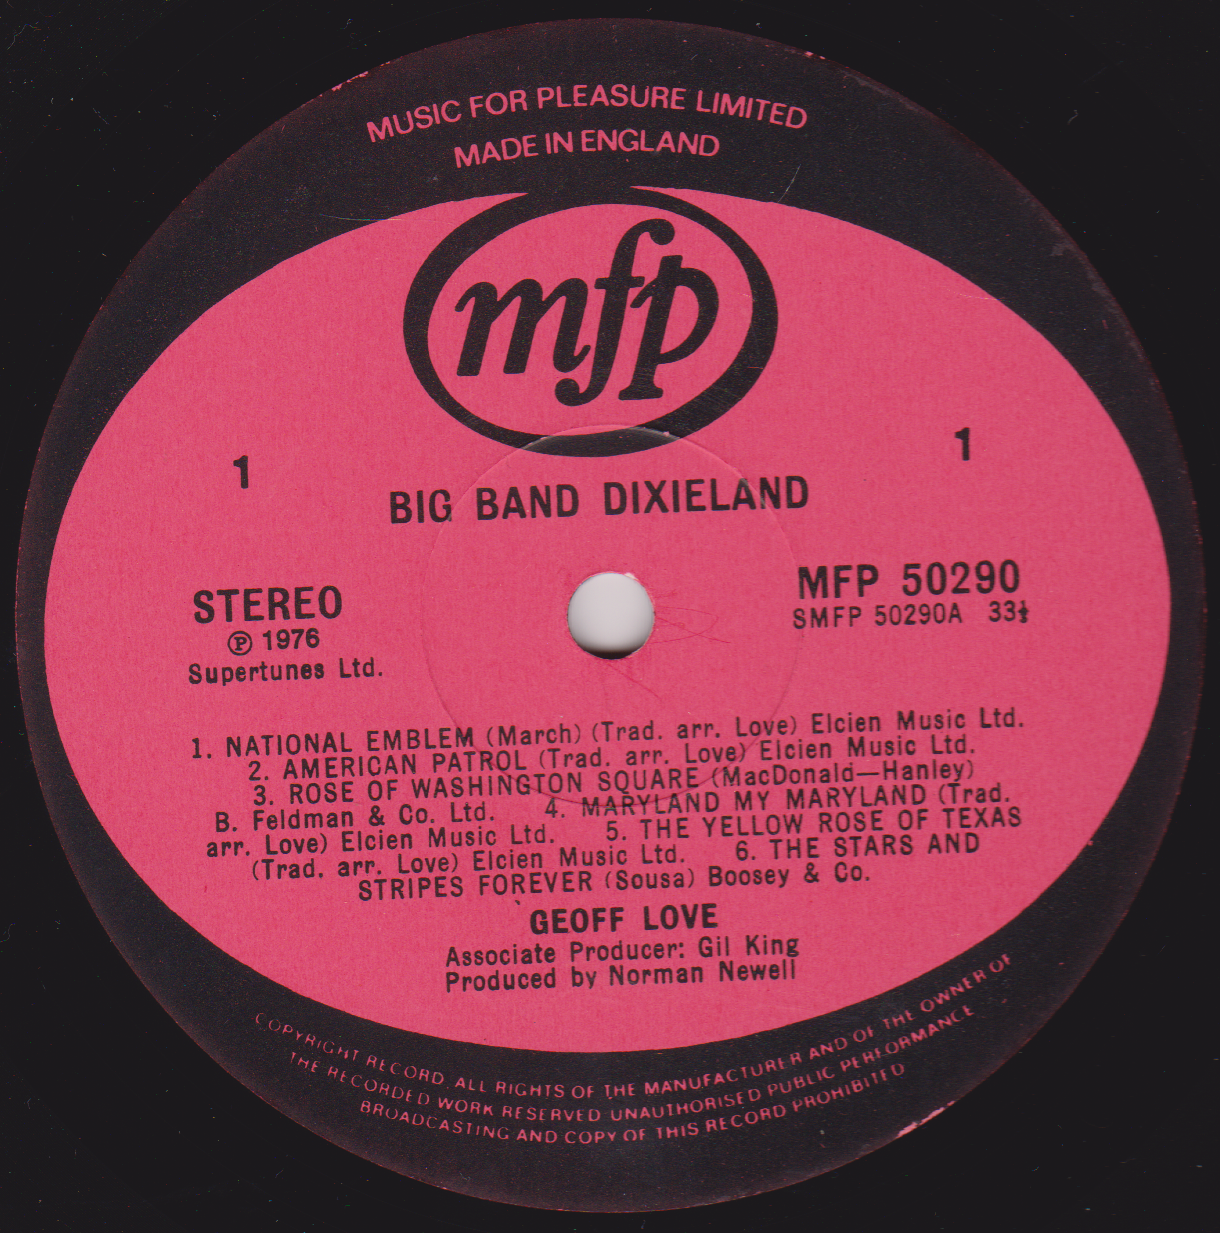 MUSIC FOR PLEASURE LIMITED
MADE IN ENGLAND
mfp
1
1
BIG BAND DIXIELAND
STEREO
℗ 1976
Supertunes Ltd.
MFP 50290
SMFP 50290A 33⅓
1. NATIONAL EMBLEM (March) (Trad. arr. Love) Elcien Music Ltd.
2. AMERICAN PATROL (Trad. arr. Love) Elcien Music Ltd.
3. ROSE OF WASHINGTON SQUARE (MacDonald—Hanley)
B. Feldman & Co. Ltd. 4. MARYLAND MY MARYLAND (Trad.
arr. Love) Elcien Music Ltd. 5. THE YELLOW ROSE OF TEXAS
(Trad. arr. Love) Elcien Music Ltd. 6. THE STARS AND
STRIPES FOREVER (Sousa) Boosey & Co.
GEOFF LOVE
Associate Producer: Gil King
Produced by Norman Newell
COPYRIGHT RECORD. ALL RIGHTS OF THE MANUFACTURER AND OF THE OWNER OF
THE RECORDED WORK RESERVED UNAUTHORISED PUBLIC PERFORMANCE
BROADCASTING AND COPY OF THIS RECORD PROHIBITED